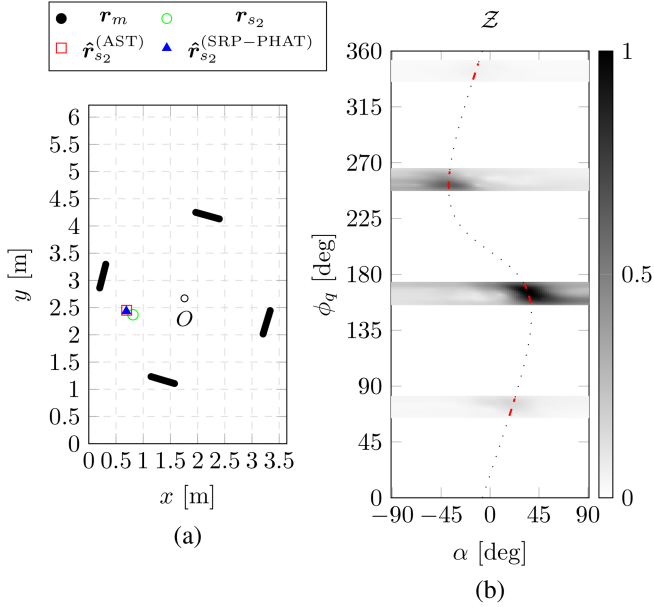 r_m r_{s_2}
r̂_{s_2}^{(AST)} r̂_{s_2}^{(SRP−PHAT)}
6
5.5
5
4.5
4
3.5
3
2.5
2
1.5
1
0.5
0
y [m]
O
0 0.5 1 1.5 2 2.5 3 3.5
x [m]
(a)
𝒵
360
315
270
225
180
135
90
45
0
ϕ_q [deg]
−90 −45 0 45 90
α [deg]
1
0.5
0
(b)